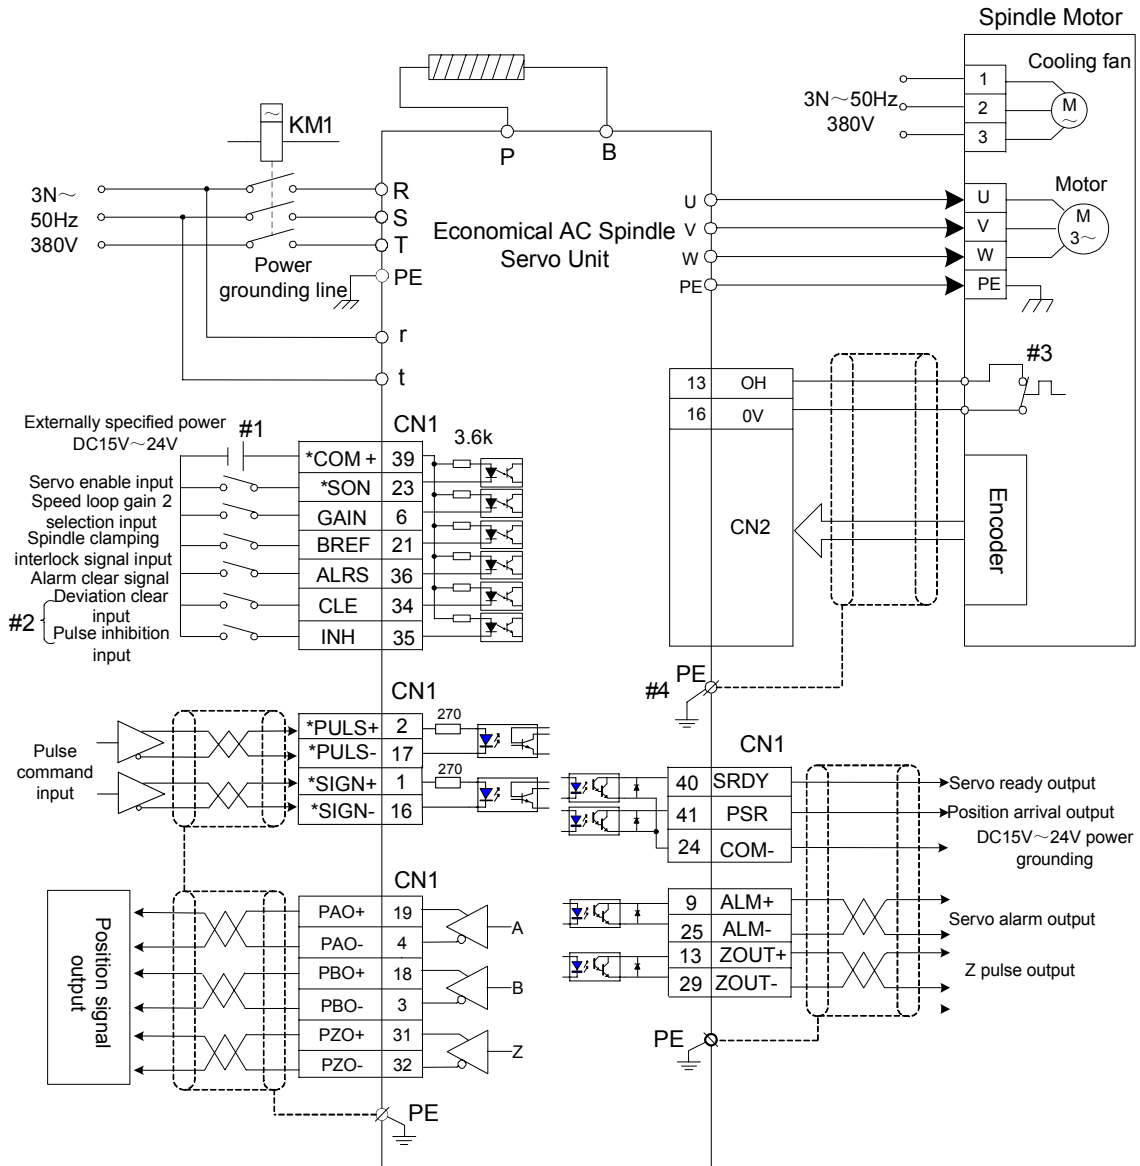 Spindle Motor
Cooling fan
3N～50Hz
380V
1
2
3
M
～
KM1
～
P
B
3N～
50Hz
380V
R
S
T
PE
Power
grounding line
r
t
Economical AC Spindle
Servo Unit
U
V
W
PE
U
V
W
PE
Motor
M
3～
#3
13 OH
16 0V
CN2
Encoder
PE
#4
CN1
3.6k
Externally specified power
DC15V～24V
#1
Servo enable input
Speed loop gain 2
selection input
Spindle clamping
interlock signal input
Alarm clear signal
Deviation clear
input
Pulse inhibition
input
#2
*COM + 39
*SON 23
GAIN 6
BREF 21
ALRS 36
CLE 34
INH 35
CN1
Pulse
command
input
*PULS+ 2
*PULS- 17
*SIGN+ 1
*SIGN- 16
270
270
CN1
Position signal
output
PAO+ 19
PAO- 4
PBO+ 18
PBO- 3
PZO+ 31
PZO- 32
A
B
Z
PE
CN1
40 SRDY
41 PSR
24 COM-
Servo ready output
Position arrival output
DC15V～24V power
grounding
9 ALM+
25 ALM-
13 ZOUT+
29 ZOUT-
Servo alarm output
Z pulse output
PE